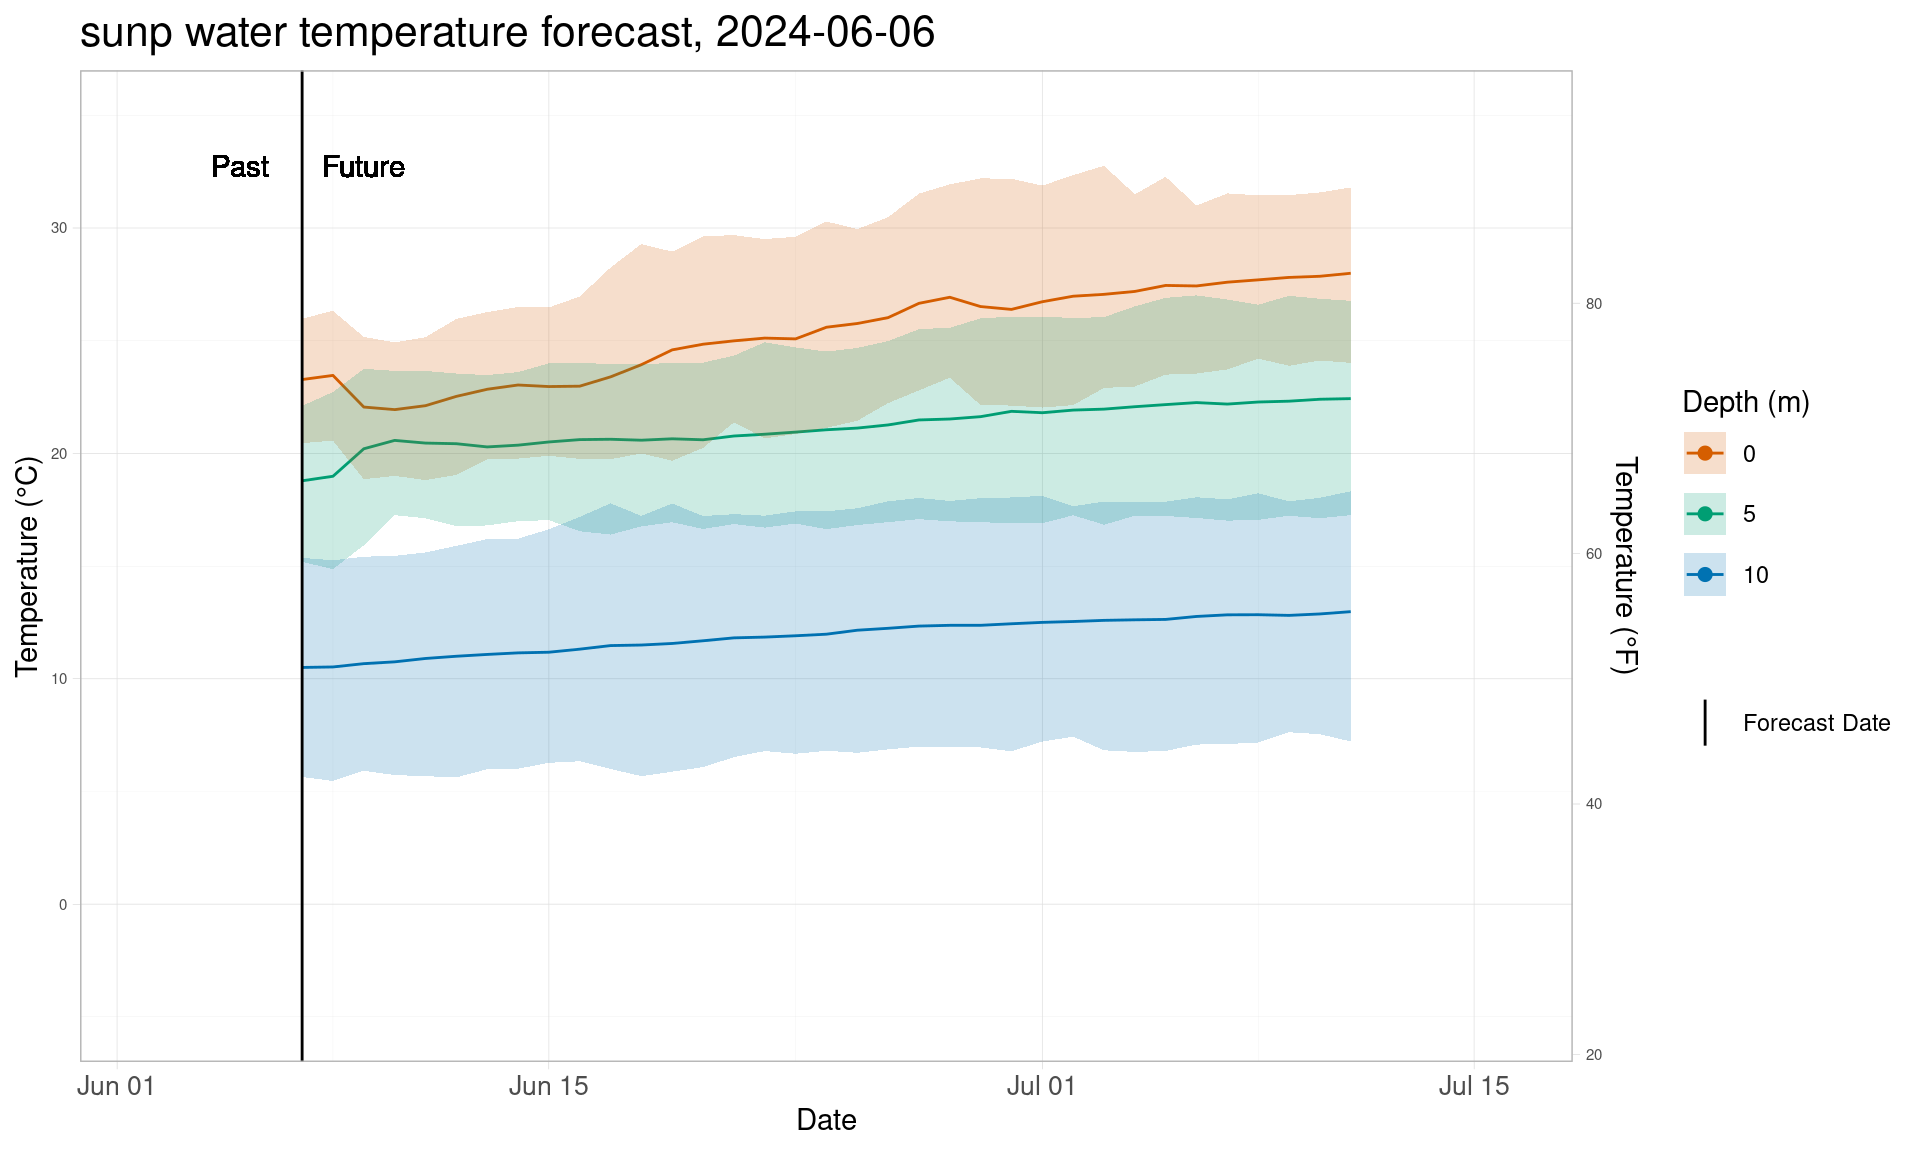 sunp water temperature forecast, 2024-06-06
Past
Future
30
20
10
0
Temperature (°C)
80
60
40
20
Temperature (°F)
Jun 01
Jun 15
Jul 01
Jul 15
Date
Depth (m)
0
5
10
Forecast Date